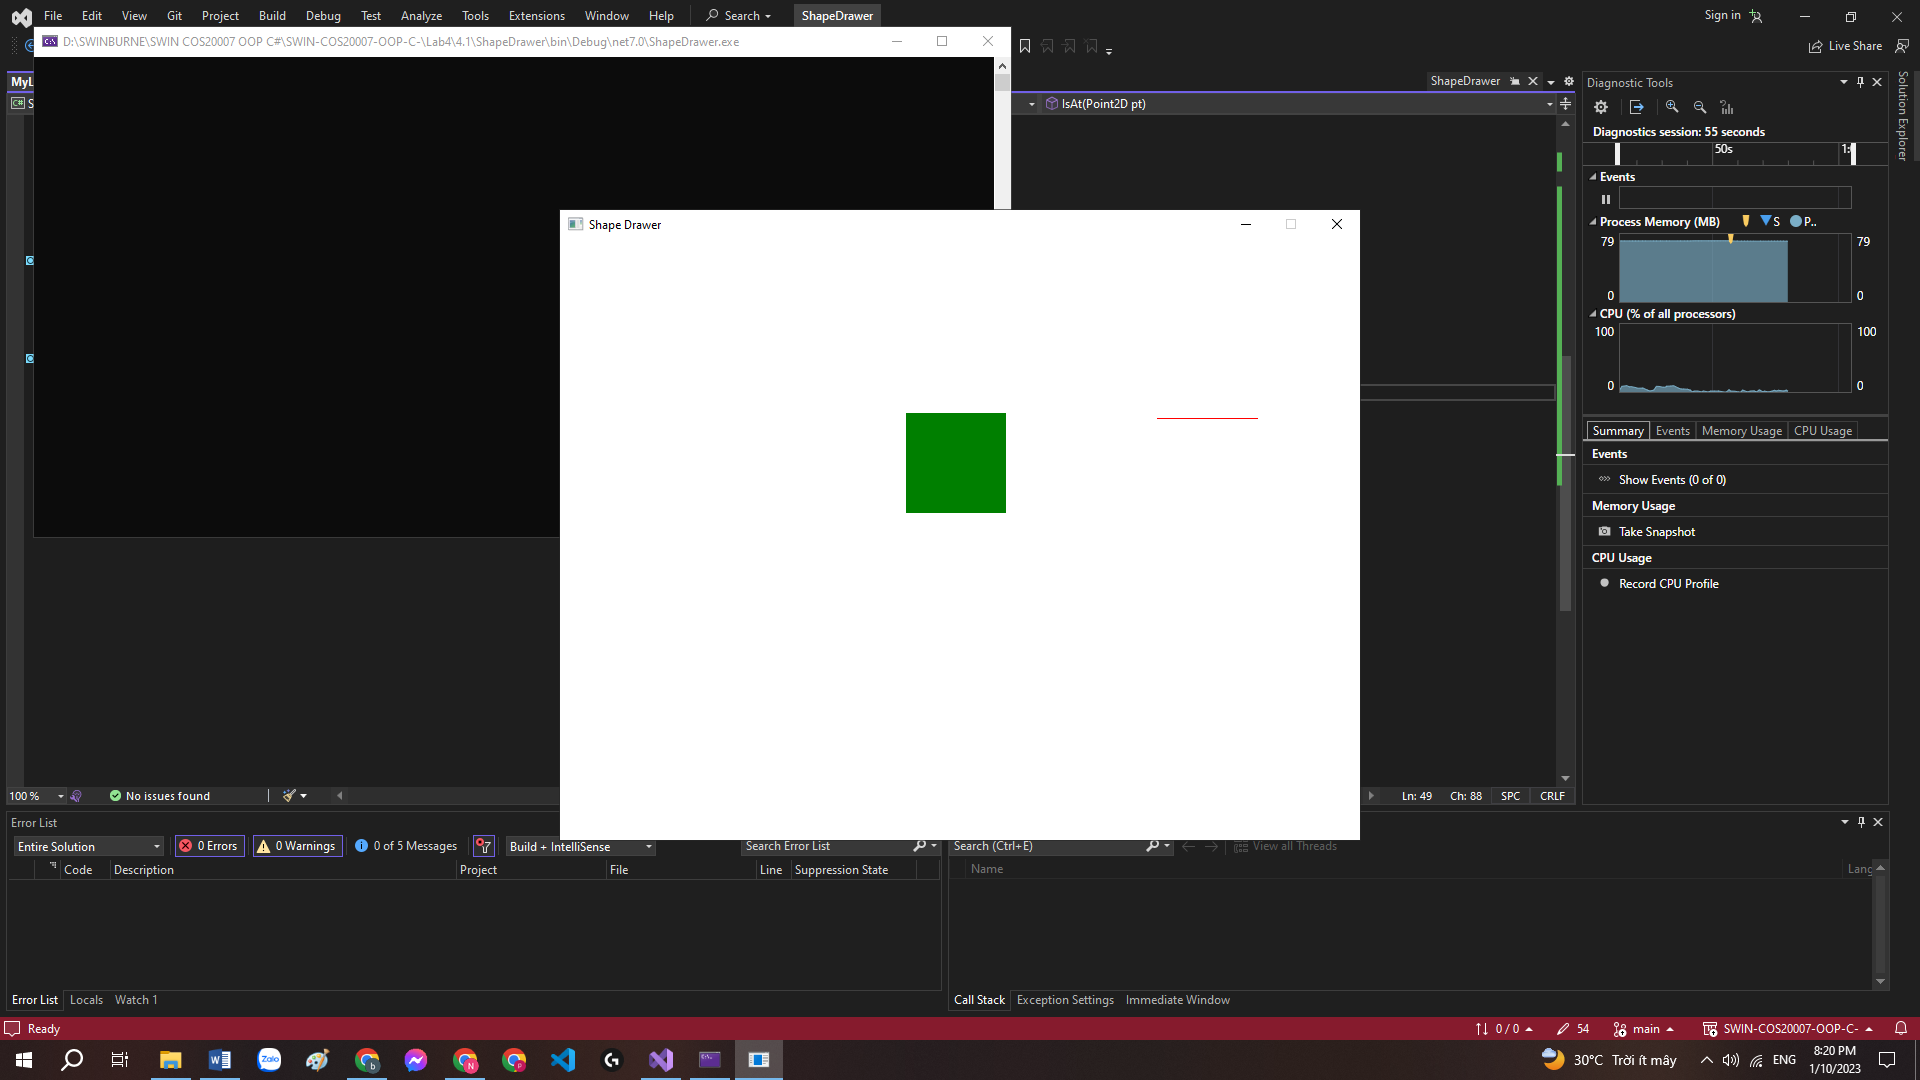 File Edit View Git Project Build Debug Test Analyze Tools Extensions Window Help Search ShapeDrawer Sign in
D:\SWINBURNE\SWIN COS20007 OOP C#\SWIN-COS20007-OOP-C-\Lab4\4.1\ShapeDrawer\bin\Debug\net7.0\ShapeDrawer.exe
Live Share
MyL
ShapeDrawer
C# S
IsAt(Point2D pt)
Solution Explorer
Diagnostic Tools
Diagnostics session: 55 seconds
50s
Events
Process Memory (MB) S P..
79 79
0 0
CPU (% of all processors)
100 100
0 0
Summary Events Memory Usage CPU Usage
Events
Show Events (0 of 0)
Memory Usage
Take Snapshot
CPU Usage
Record CPU Profile
Shape Drawer
100 % No issues found Ln: 49 Ch: 88 SPC CRLF
Error List
Entire Solution 0 Errors 0 Warnings 0 of 5 Messages Build + IntelliSense Search Error List
Code Description Project File Line Suppression State
Search (Ctrl+E) View all Threads
Name Lang
Error List Locals Watch 1
Call Stack Exception Settings Immediate Window
Ready 0 / 0 54 main SWIN-COS20007-OOP-C-
Zalo
30°C Trời ít mây ENG
8:20 PM
1/10/2023